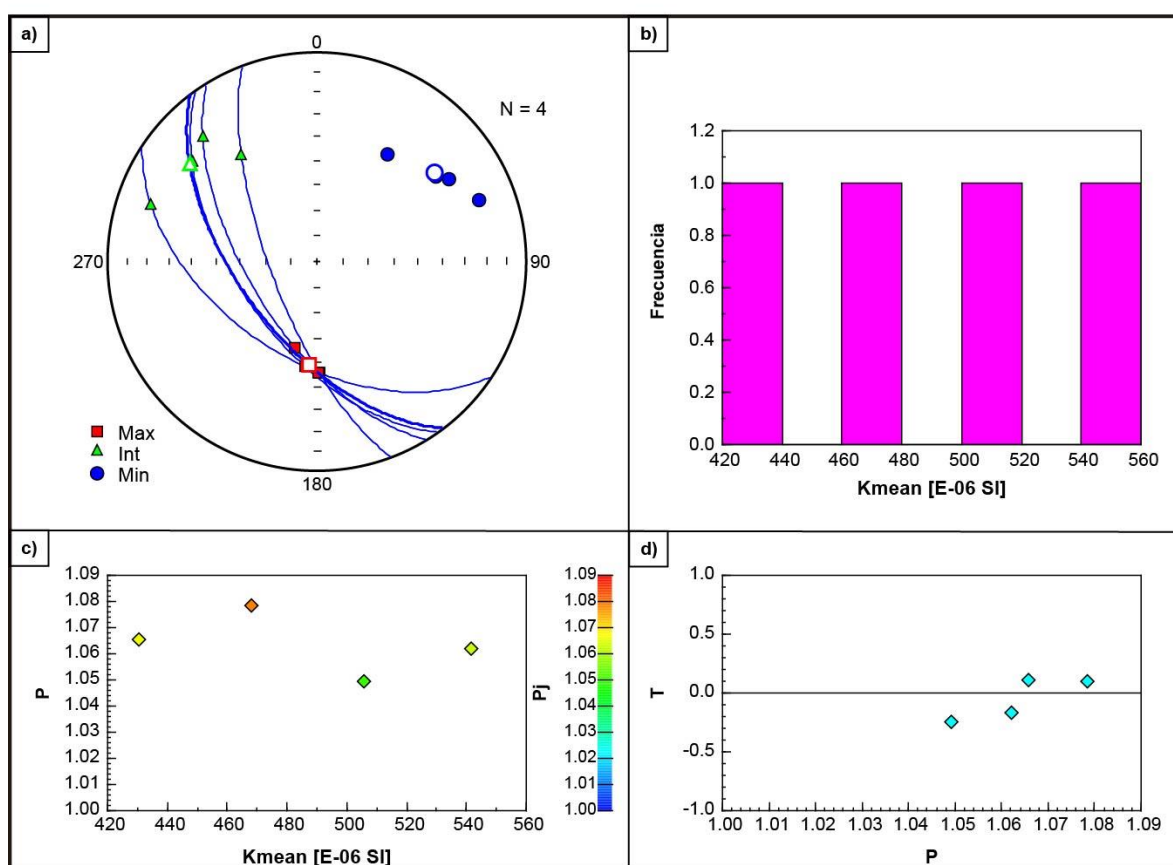 a)
0
N = 4
270
90
180
Max
Int
Min
b)
Frecuencia
1.2
1.0
0.8
0.6
0.4
0.2
0.0
420 440 460 480 500 520 540 560
Kmean [E-06 SI]
c)
P
1.09
1.08
1.07
1.06
1.05
1.04
1.03
1.02
1.01
1.00
420 440 460 480 500 520 540 560
Kmean [E-06 SI]
Pj
1.09
1.09
1.08
1.07
1.06
1.05
1.04
1.03
1.02
1.01
1.00
d)
T
1.0
0.5
0.0
-0.5
-1.0
1.00 1.01 1.02 1.03 1.04 1.05 1.06 1.07 1.08 1.09
P